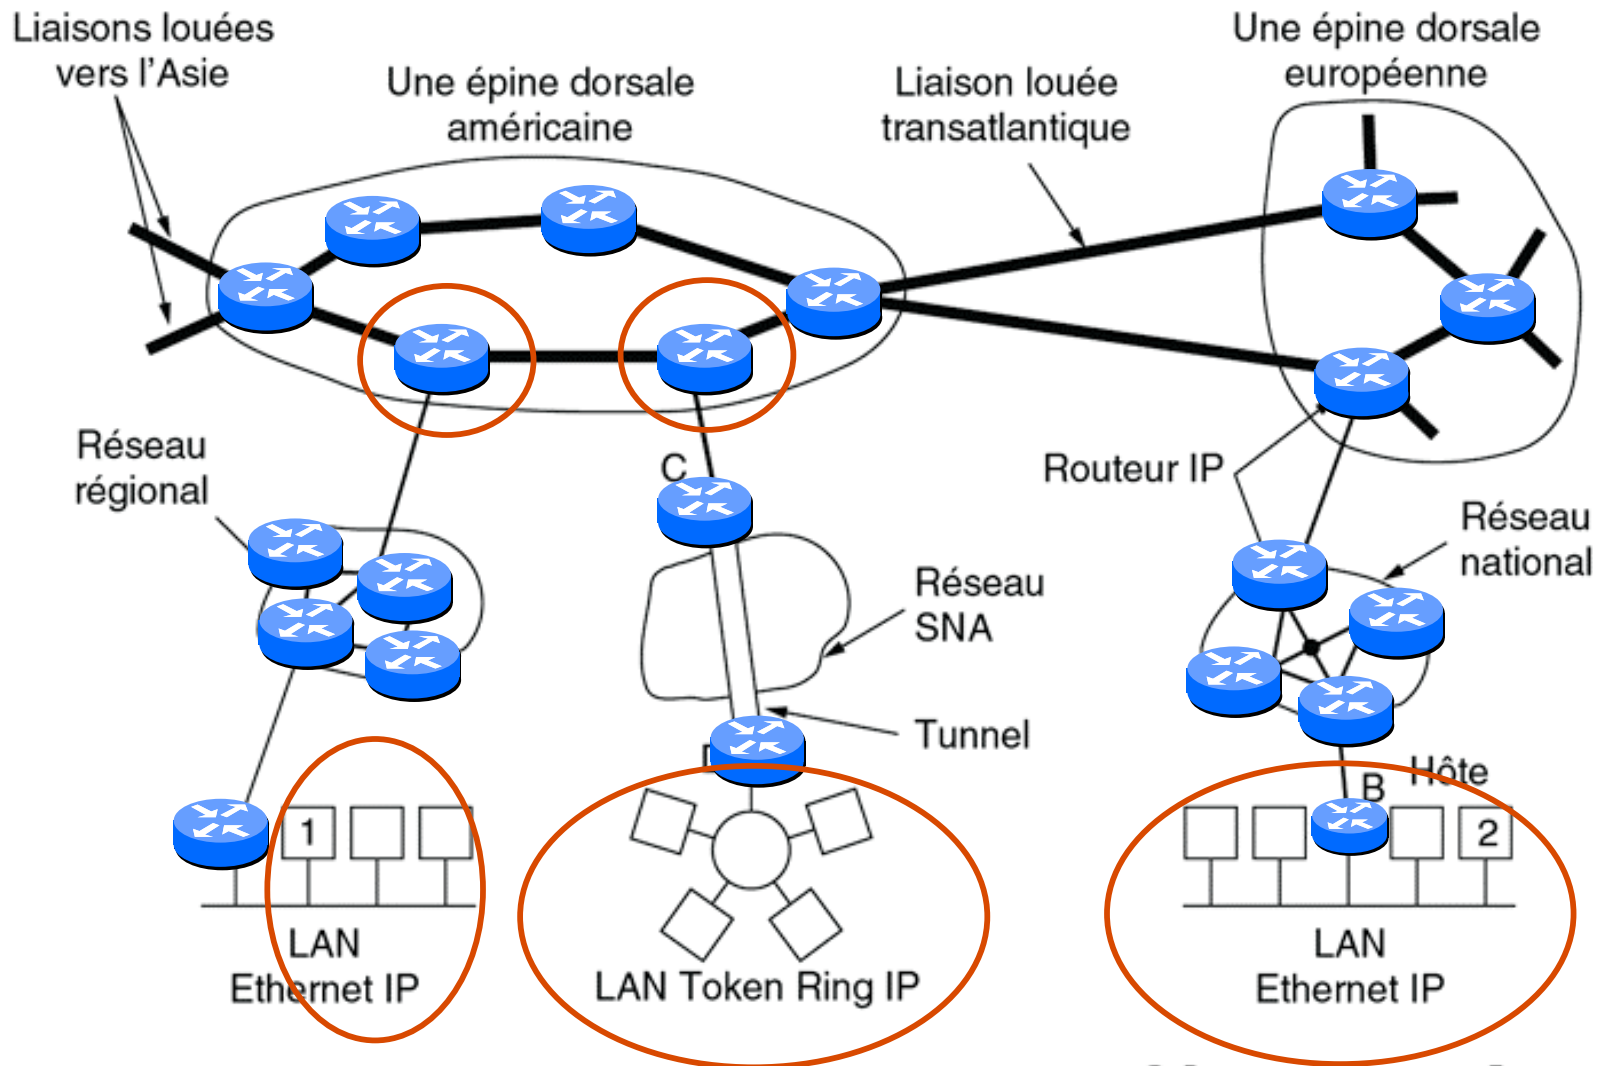 Liaisons louées
vers l'Asie
Une épine dorsale
américaine
Liaison louée
transatlantique
Une épine dorsale
européenne
Réseau
régional
C
Routeur IP
Réseau
national
Réseau
SNA
Tunnel
B
Hôte
1
2
LAN
Ethernet IP
LAN Token Ring IP
LAN
Ethernet IP